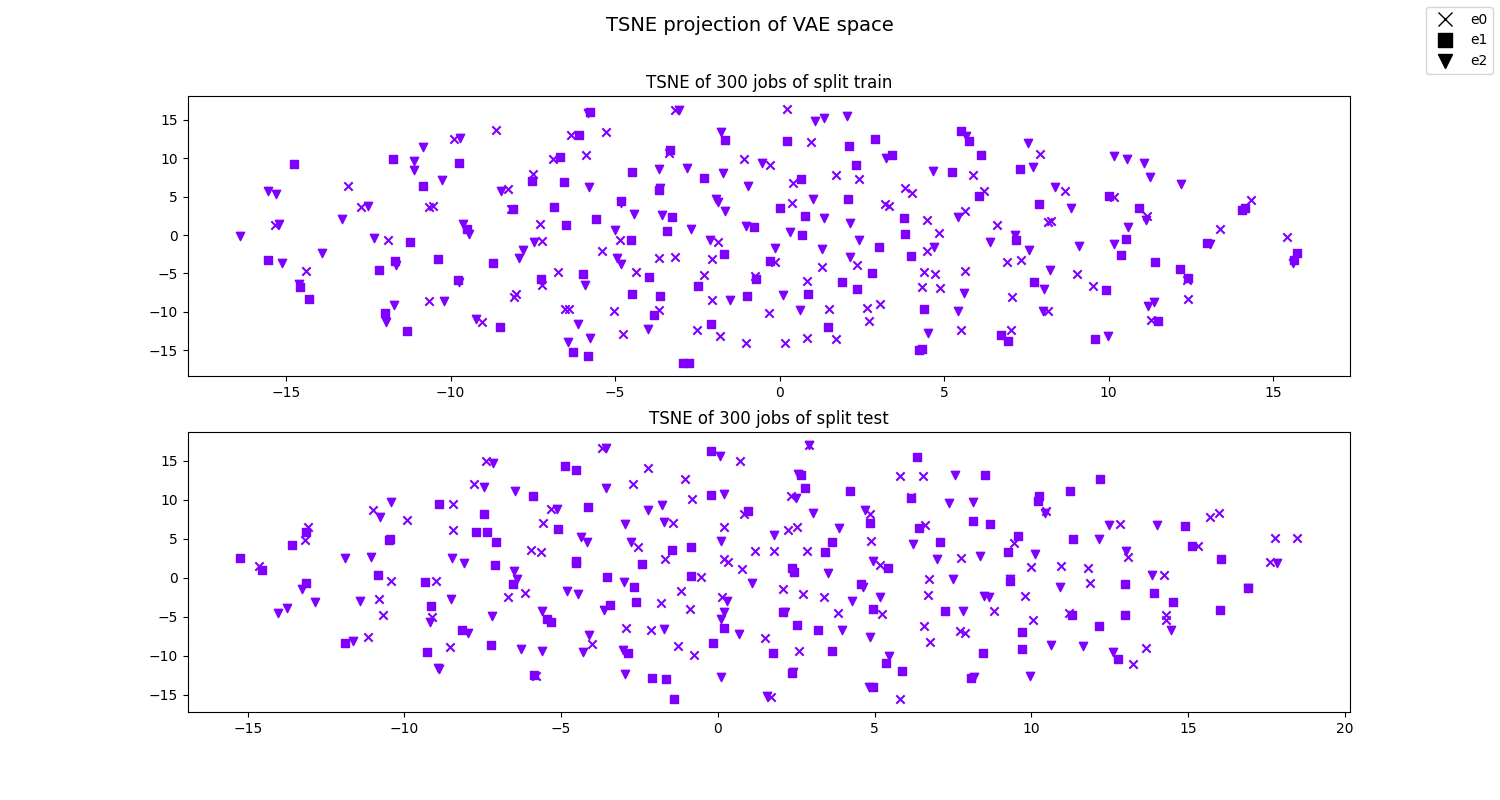 TSNE projection of VAE space
e0
e1
e2
TSNE of 300 jobs of split train
15
10
5
0
−5
−10
−15
−15 −10 −5 0 5 10 15
TSNE of 300 jobs of split test
15
10
5
0
−5
−10
−15
−15 −10 −5 0 5 10 15 20